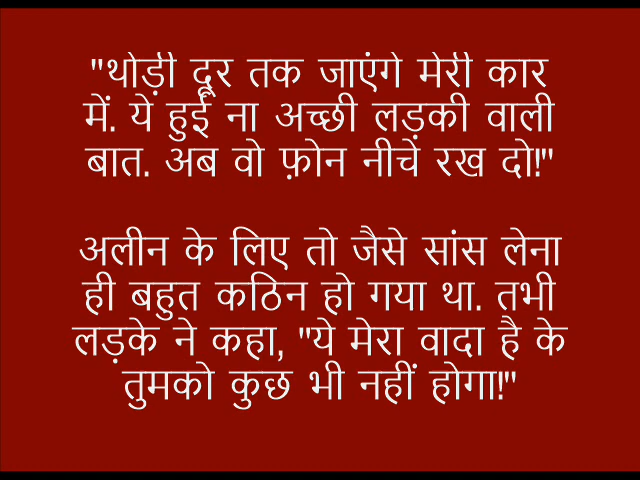 "थोड़ी दूर तक जाएंगे मेरी कार
में. ये हुई ना अच्छी लड़की वाली
बात. अब वो फ़ोन नीचे रख दो!"
अलीन के लिए तो जैसे सांस लेना
ही बहुत कठिन हो गया था. तभी
लड़के ने कहा, "ये मेरा वादा है के
तुमको कुछ भी नहीं होगा!"